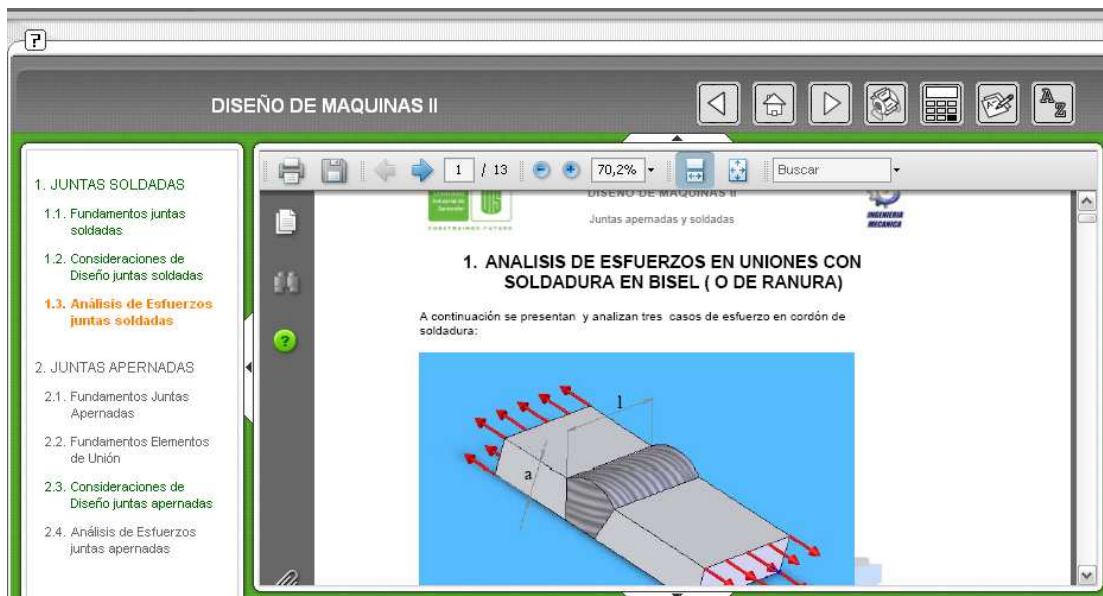 ?
DISEÑO DE MAQUINAS II
A
Z
1. JUNTAS SOLDADAS
1.1. Fundamentos juntas
soldadas
1.2. Consideraciones de
Diseño juntas soldadas
1.3. Análisis de Esfuerzos
juntas soldadas
2. JUNTAS APERNADAS
2.1. Fundamentos Juntas
Apernadas
2.2. Fundamentos Elementos
de Unión
2.3. Consideraciones de
Diseño juntas apernadas
2.4. Análisis de Esfuerzos
juntas apernadas
1 / 13
70,2%
Buscar
?
DISEÑO DE MAQUINAS II
Juntas apernadas y soldadas
CONSTRUIMOS FUTURO
INGENIERIA
MECANICA
1. ANALISIS DE ESFUERZOS EN UNIONES CON
SOLDADURA EN BISEL ( O DE RANURA)
A continuación se presentan y analizan tres casos de esfuerzo en cordón de
soldadura:
l
a